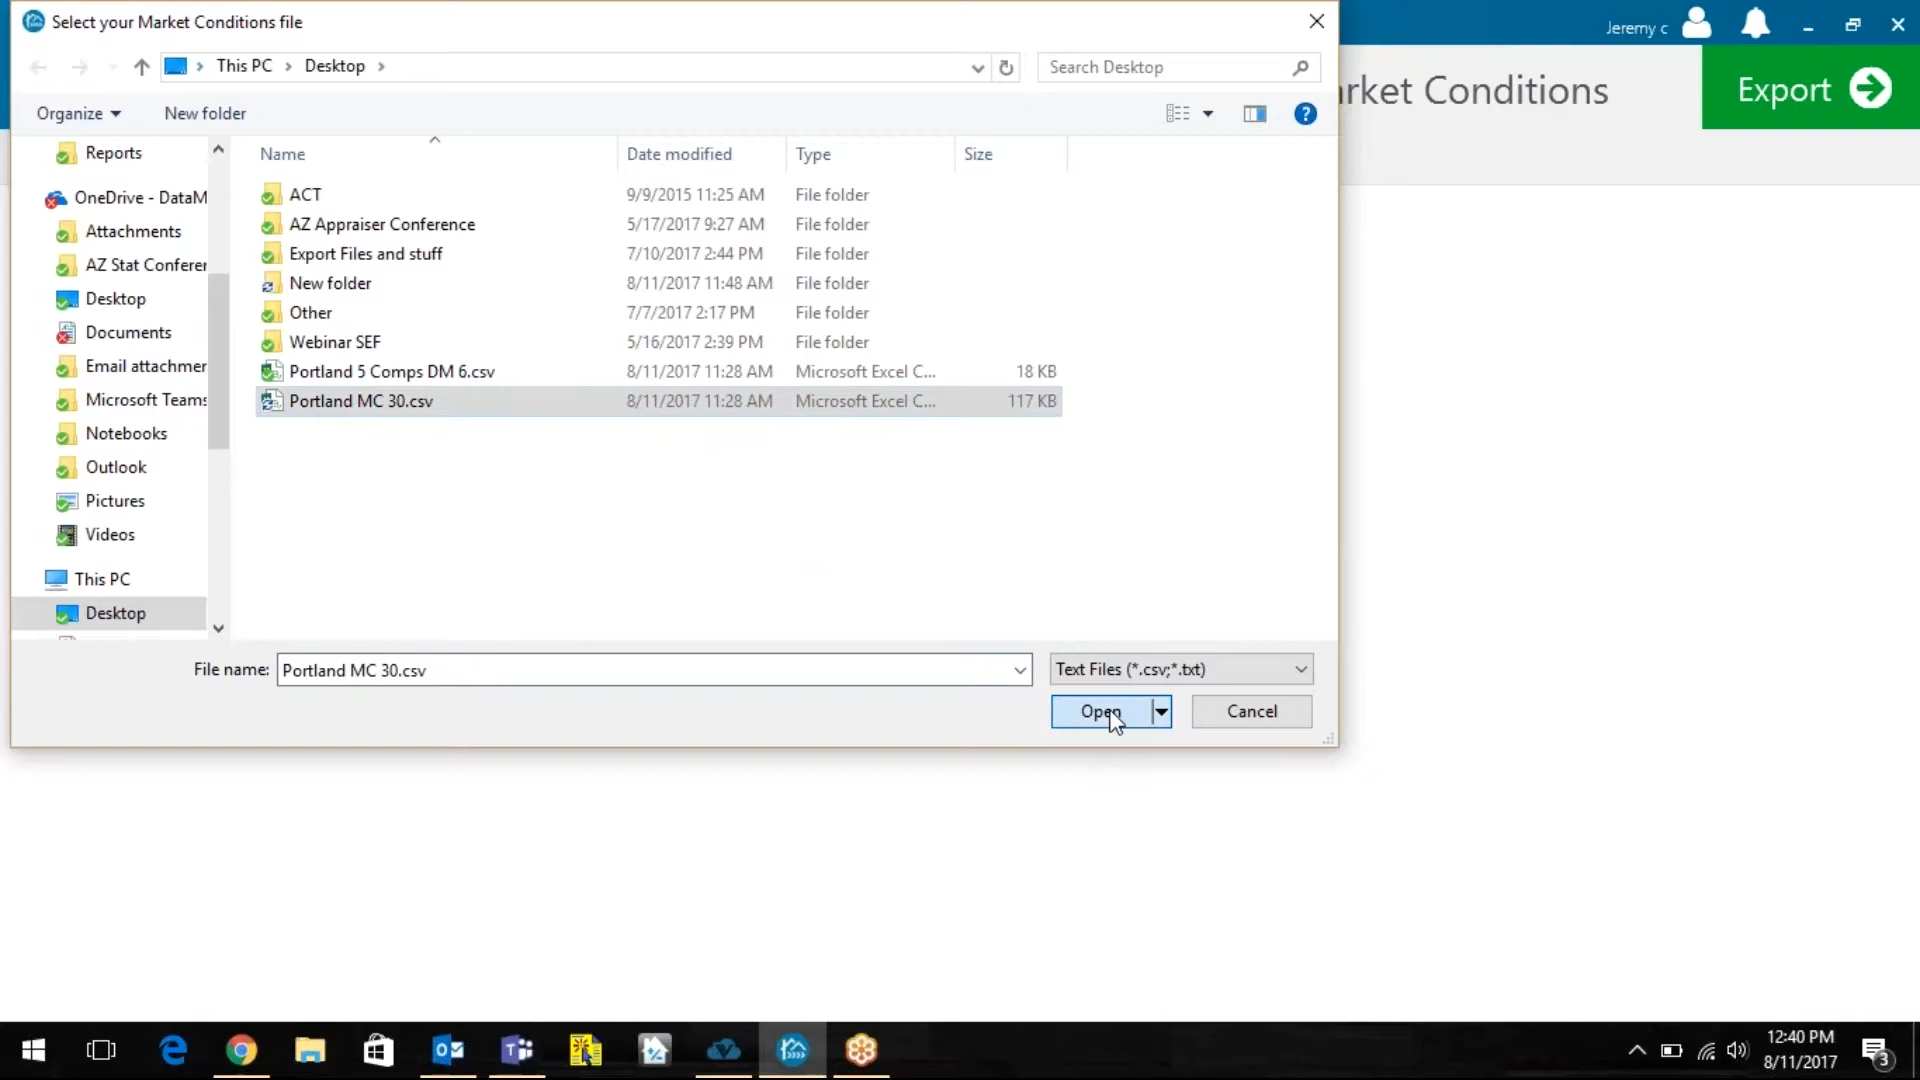 Select your Market Conditions file
Jeremy c
This PC > Desktop >
Search Desktop
rket Conditions
Export
Organize
New folder
Name
Date modified
Type
Size
Reports
OneDrive - DataM
Attachments
AZ Stat Conferer
Desktop
Documents
Email attachmer
Microsoft Teams
Notebooks
Outlook
Pictures
Videos
This PC
Desktop
ACT 9/9/2015 11:25 AM File folder
AZ Appraiser Conference 5/17/2017 9:27 AM File folder
Export Files and stuff 7/10/2017 2:44 PM File folder
New folder 8/11/2017 11:48 AM File folder
Other 7/7/2017 2:17 PM File folder
Webinar SEF 5/16/2017 2:39 PM File folder
Portland 5 Comps DM 6.csv 8/11/2017 11:28 AM Microsoft Excel C... 18 KB
Portland MC 30.csv 8/11/2017 11:28 AM Microsoft Excel C... 117 KB
File name: Portland MC 30.csv
Text Files (*.csv;*.txt)
Open
Cancel
12:40 PM
8/11/2017
3